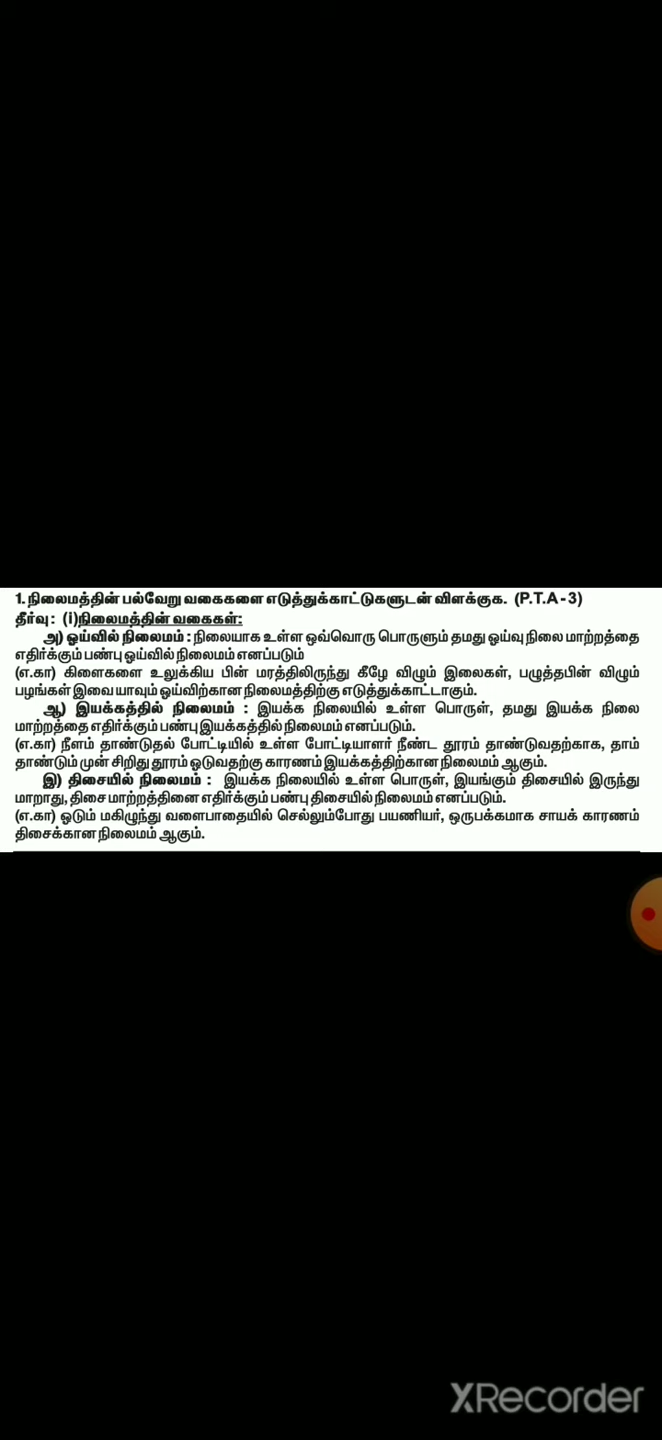 1. நிலைமத்தின் பல்வேறு வகைகளை எடுத்துக்காட்டுகளுடன் விளக்குக. (P.T.A - 3)
தீர்வு : (i) நிலைமத்தின் வகைகள்:
அ) ஓய்வில் நிலைமம் : நிலையாக உள்ள ஒவ்வொரு பொருளும் தமது ஓய்வு நிலை மாற்றத்தை
எதிர்க்கும் பண்பு ஓய்வில் நிலைமம் எனப்படும்
(எ.கா) கிளைகளை உலுக்கிய பின் மரத்திலிருந்து கீழே விழும் இலைகள், பழுத்தபின் விழும்
பழங்கள் இவை யாவும் ஓய்விற்கான நிலைமத்திற்கு எடுத்துக்காட்டாகும்.
ஆ) இயக்கத்தில் நிலைமம் : இயக்க நிலையில் உள்ள பொருள், தமது இயக்க நிலை
மாற்றத்தை எதிர்க்கும் பண்பு இயக்கத்தில் நிலைமம் எனப்படும்.
(எ.கா) நீளம் தாண்டுதல் போட்டியில் உள்ள போட்டியாளர் நீண்ட தூரம் தாண்டுவதற்காக, தாம்
தாண்டும் முன் சிறிது தூரம் ஓடுவதற்கு காரணம் இயக்கத்திற்கான நிலைமம் ஆகும்.
இ) திசையில் நிலைமம் : இயக்க நிலையில் உள்ள பொருள், இயங்கும் திசையில் இருந்து
மாறாது, திசை மாற்றத்தினை எதிர்க்கும் பண்பு திசையில் நிலைமம் எனப்படும்.
(எ.கா) ஓடும் மகிழுந்து வளைபாதையில் செல்லும்போது பயணியர், ஒருபக்கமாக சாயக் காரணம்
திசைக்கான நிலைமம் ஆகும்.
XRecorder